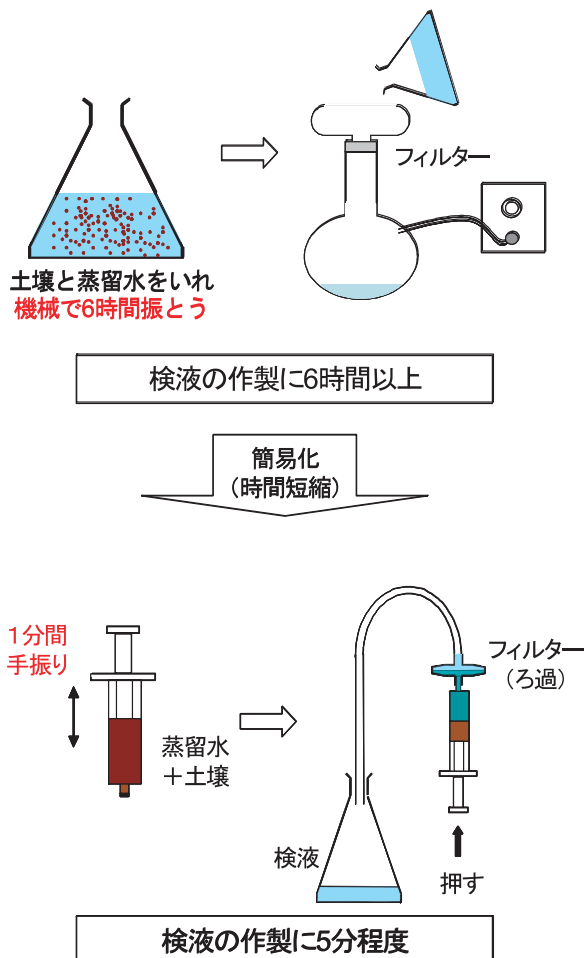 フィルター
土壌と蒸留水をいれ
機械で6時間振とう
検液の作製に6時間以上
簡易化
（時間短縮）
1分間
手振り
フィルター
（ろ過）
蒸留水
＋土壌
検液
押す
検液の作製に5分程度